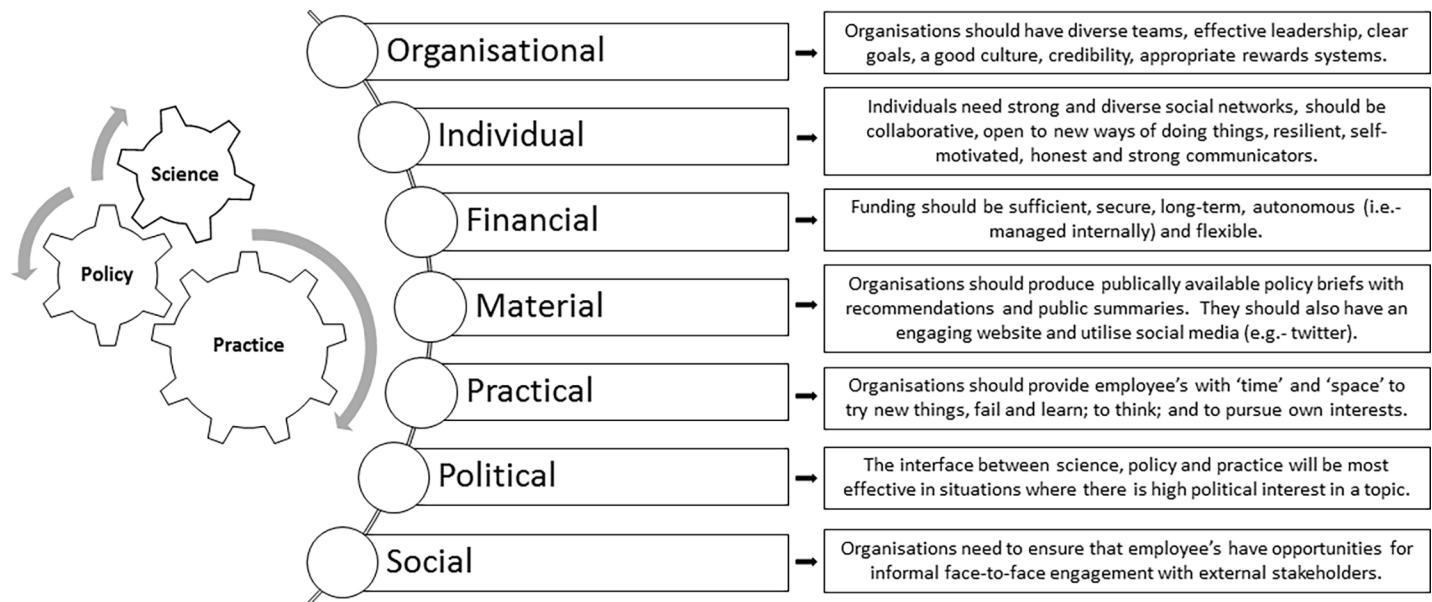 Science
Policy
Practice
Organisational
Organisations should have diverse teams, effective leadership, clear
goals, a good culture, credibility, appropriate rewards systems.
Individual
Individuals need strong and diverse social networks, should be
collaborative, open to new ways of doing things, resilient, self-
motivated, honest and strong communicators.
Financial
Funding should be sufficient, secure, long-term, autonomous (i.e.-
managed internally) and flexible.
Material
Organisations should produce publically available policy briefs with
recommendations and public summaries. They should also have an
engaging website and utilise social media (e.g.- twitter).
Practical
Organisations should provide employee's with ‘time’ and ‘space’ to
try new things, fail and learn; to think; and to pursue own interests.
Political
The interface between science, policy and practice will be most
effective in situations where there is high political interest in a topic.
Social
Organisations need to ensure that employee's have opportunities for
informal face-to-face engagement with external stakeholders.